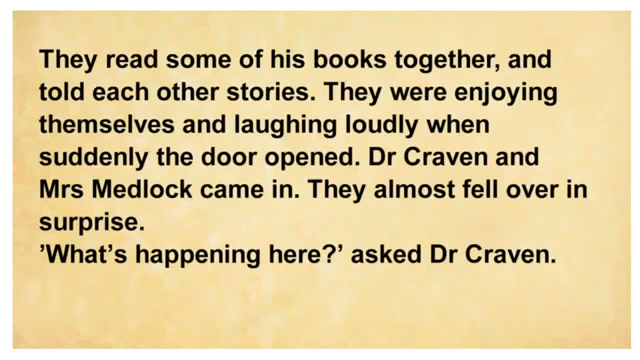 They read some of his books together, and
told each other stories. They were enjoying
themselves and laughing loudly when
suddenly the door opened. Dr Craven and
Mrs Medlock came in. They almost fell over in
surprise.
’What’s happening here?’ asked Dr Craven.